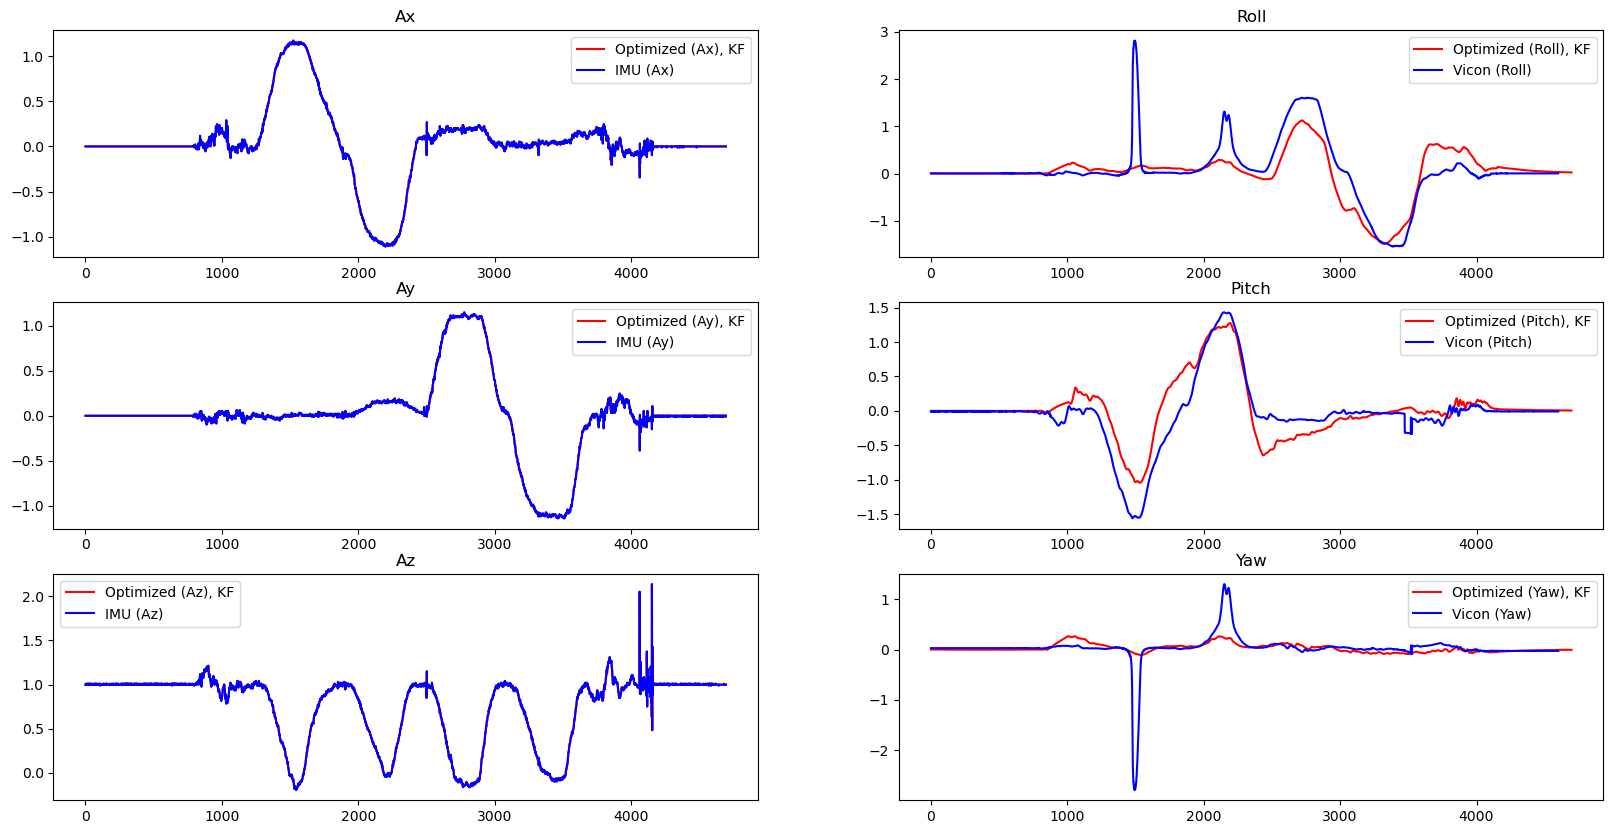 Ax
Optimized (Ax), KF
IMU (Ax)
1.0
0.5
0.0
−0.5
−1.0
0 1000 2000 3000 4000
Roll
Optimized (Roll), KF
Vicon (Roll)
3
2
1
0
−1
0 1000 2000 3000 4000
Ay
Optimized (Ay), KF
IMU (Ay)
1.0
0.5
0.0
−0.5
−1.0
0 1000 2000 3000 4000
Pitch
Optimized (Pitch), KF
Vicon (Pitch)
1.5
1.0
0.5
0.0
−0.5
−1.0
−1.5
0 1000 2000 3000 4000
Az
Optimized (Az), KF
IMU (Az)
2.0
1.5
1.0
0.5
0.0
0 1000 2000 3000 4000
Yaw
Optimized (Yaw), KF
Vicon (Yaw)
1
0
−1
−2
0 1000 2000 3000 4000